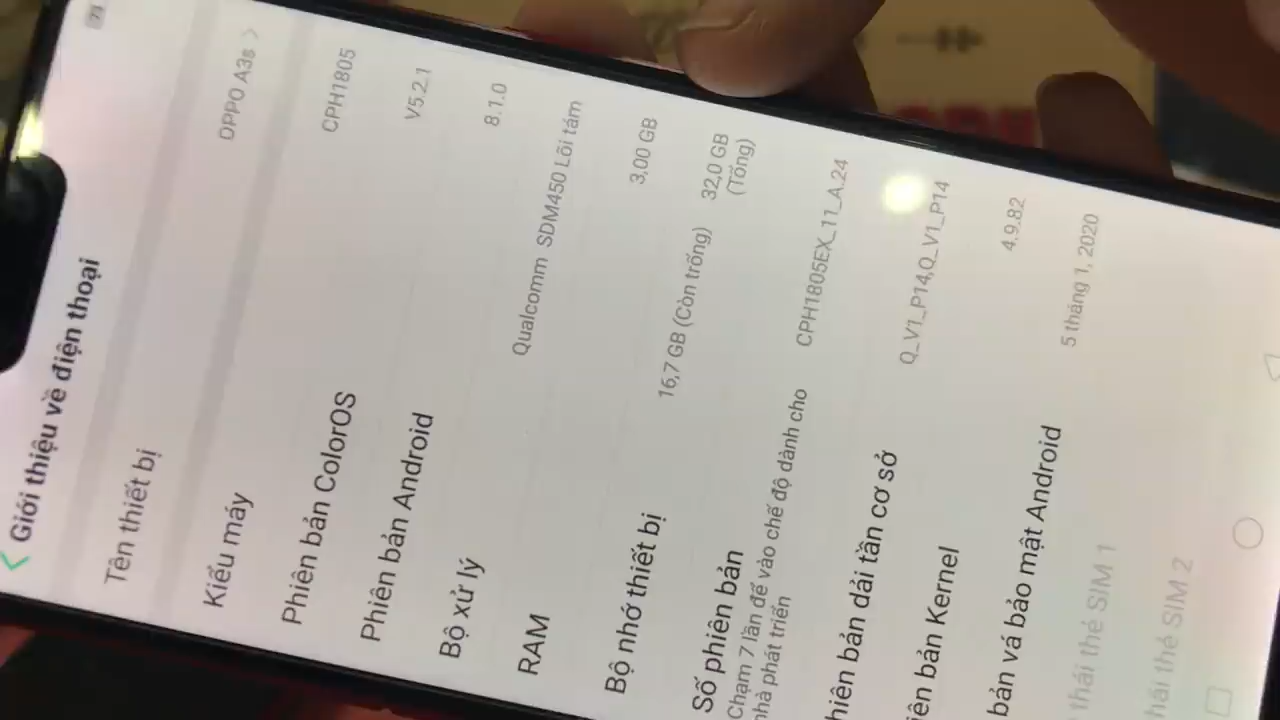 73
Giới thiệu về điện thoại
Tên thiết bị OPPO A3s
Kiểu máy CPH1805
Phiên bản ColorOS V5.2.1
Phiên bản Android 8.1.0
Bộ xử lý Qualcomm SDM450 Lõi tám
RAM 3,00 GB
Bộ nhớ thiết bị 16,7 GB (Còn trống) 32,0 GB
(Tổng)
Số phiên bản CPH1805EX_11_A.24
Chạm 7 lần để vào chế độ dành cho
nhà phát triển
hiên bản dải tần cơ sở Q_V1_P14,Q_V1_P14
iên bản Kernel 4.9.82
bản vá bảo mật Android 5 tháng 1, 2020
thái thẻ SIM 1
hái thẻ SIM 2